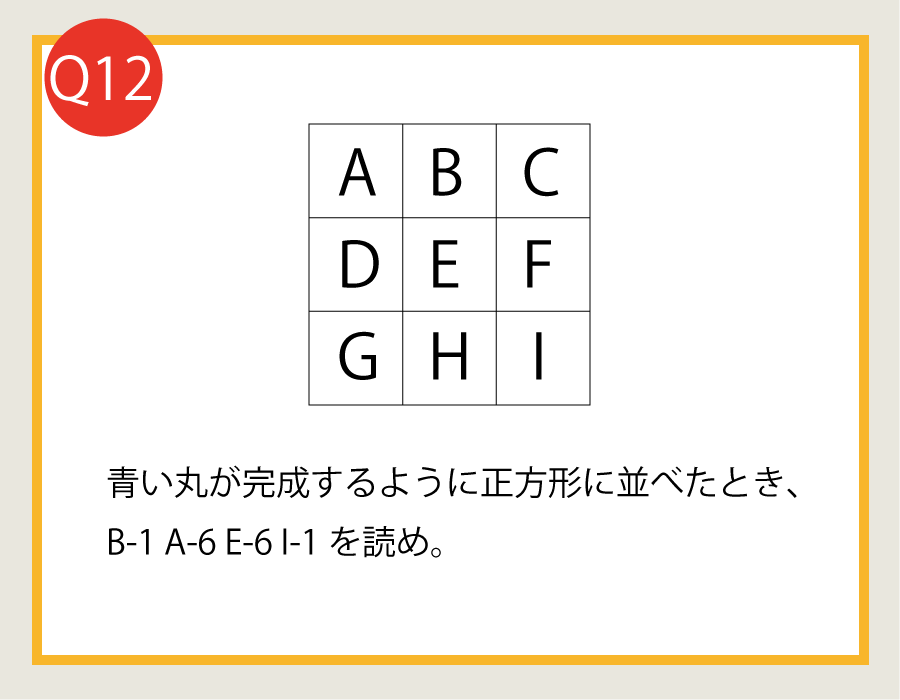 Q12
A B C
D E F
G H I
青い丸が完成するように正方形に並べたとき、
B-1 A-6 E-6 I-1 を読め。